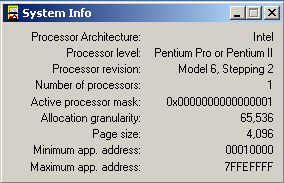 System Info
Processor Architecture: Intel
Processor level: Pentium Pro or Pentium II
Processor revision: Model 6, Stepping 2
Number of processors: 1
Active processor mask: 0x0000000000000001
Allocation granularity: 65,536
Page size: 4,096
Minimum app. address: 00010000
Maximum app. address: 7FFEFFFF